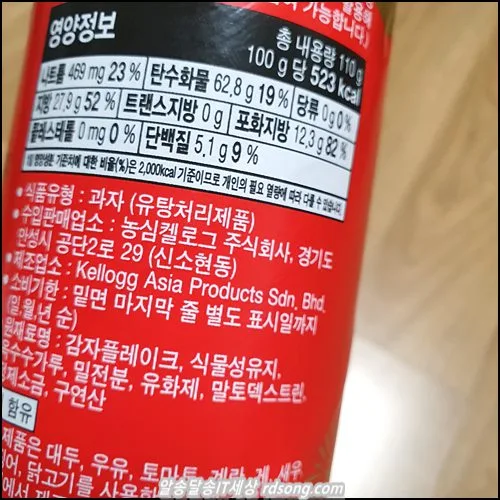 가능합니다.
영양정보
총 내용량 110 g
100 g 당 523 kcal
나트륨 469 mg 23 % 탄수화물 62.8 g 19 % 당류 0 g 0 %
지방 27.9 g 52 % 트랜스지방 0 g 포화지방 12.3 g 82 %
콜레스테롤 0 mg 0 % 단백질 5.1 g 9 %
1일 영양성분 기준치에 대한 비율(%)은 2,000kcal 기준이므로 개인의 필요 열량에 따라 다를 수 있습니다.
• 식품유형 : 과자 (유탕처리제품)
• 수입판매업소 : 농심켈로그 주식회사, 경기도
안성시 공단2로 29 (신소현동)
• 제조업소 : Kellogg Asia Products Sdn. Bhd.
• 소비기한 : 밑면 마지막 줄 별도 표시일까지
(일.월.년 순)
원재료명 : 감자플레이크, 식물성유지,
옥수수가루, 밀전분, 유화제, 말토덱스트린,
정제소금, 구연산
함유
제품은 대두, 우유, 토마토, 계란, 게, 새우,
닭고기를 사용
알송달송IT세상 rdsong.com